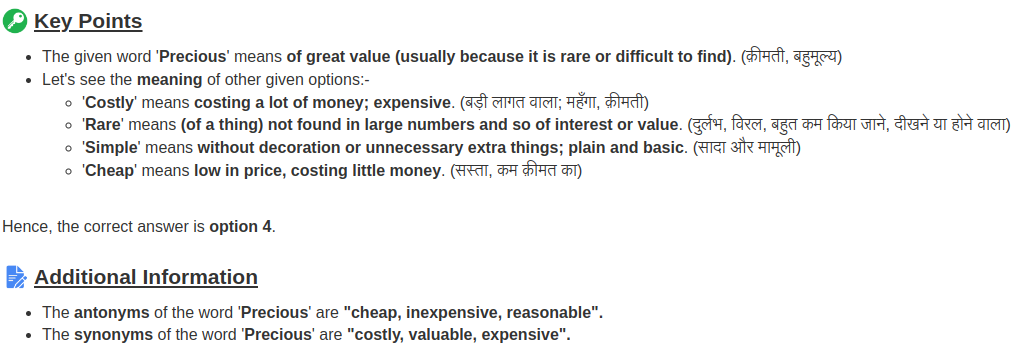 Key Points
• The given word 'Precious' means of great value (usually because it is rare or difficult to find). (क़ीमती, बहुमूल्य)
• Let's see the meaning of other given options:-
◦ 'Costly' means costing a lot of money; expensive. (बड़ी लागत वाला; महँगा, क़ीमती)
◦ 'Rare' means (of a thing) not found in large numbers and so of interest or value. (दुर्लभ, विरल, बहुत कम किया जाने, दीखने या होने वाला)
◦ 'Simple' means without decoration or unnecessary extra things; plain and basic. (सादा और मामूली)
◦ 'Cheap' means low in price, costing little money. (सस्ता, कम क़ीमत का)
Hence, the correct answer is option 4.
Additional Information
• The antonyms of the word 'Precious' are "cheap, inexpensive, reasonable".
• The synonyms of the word 'Precious' are "costly, valuable, expensive".